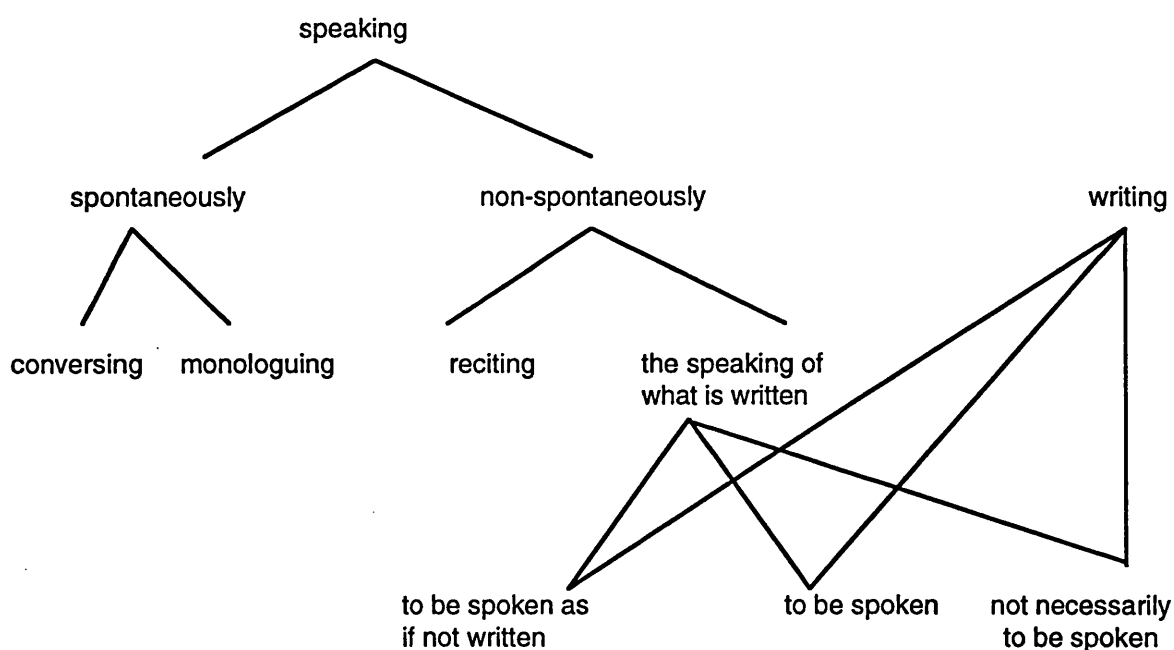 speaking
spontaneously
non-spontaneously
writing
conversing
monologuing
reciting
the speaking of
what is written
to be spoken as
if not written
to be spoken
not necessarily
to be spoken